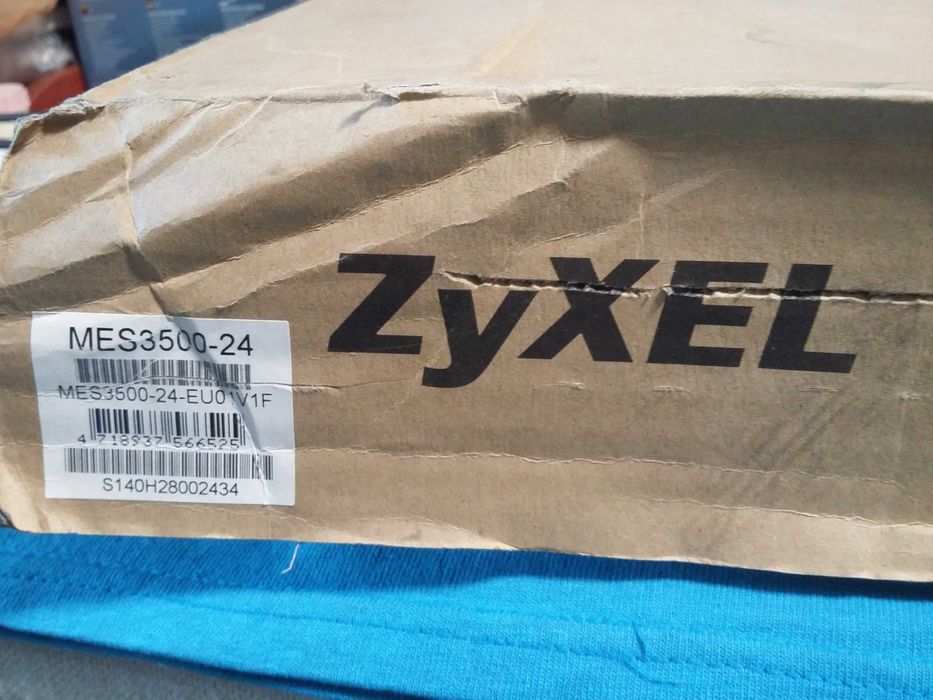 ZyXEL
MES3500-24
MES3500-24-EU01V1F
4 718937 566525
S140H28002434